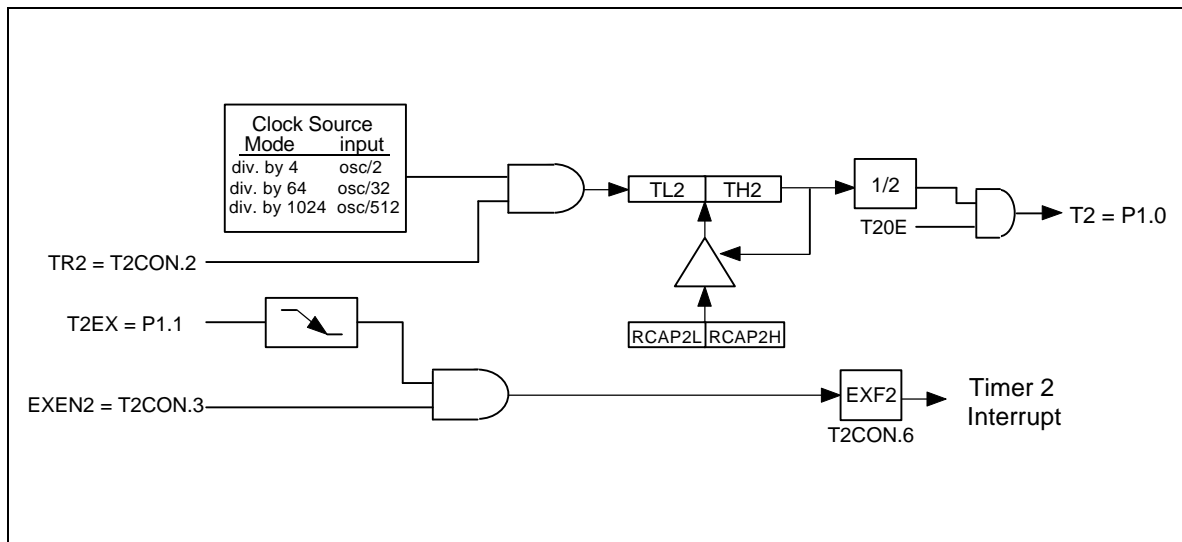 Clock Source
Mode input
div. by 4 osc/2
div. by 64 osc/32
div. by 1024 osc/512
TL2 TH2
1/2
T20E
T2 = P1.0
TR2 = T2CON.2
T2EX = P1.1
RCAP2L RCAP2H
EXEN2 = T2CON.3
EXF2
T2CON.6
Timer 2
Interrupt